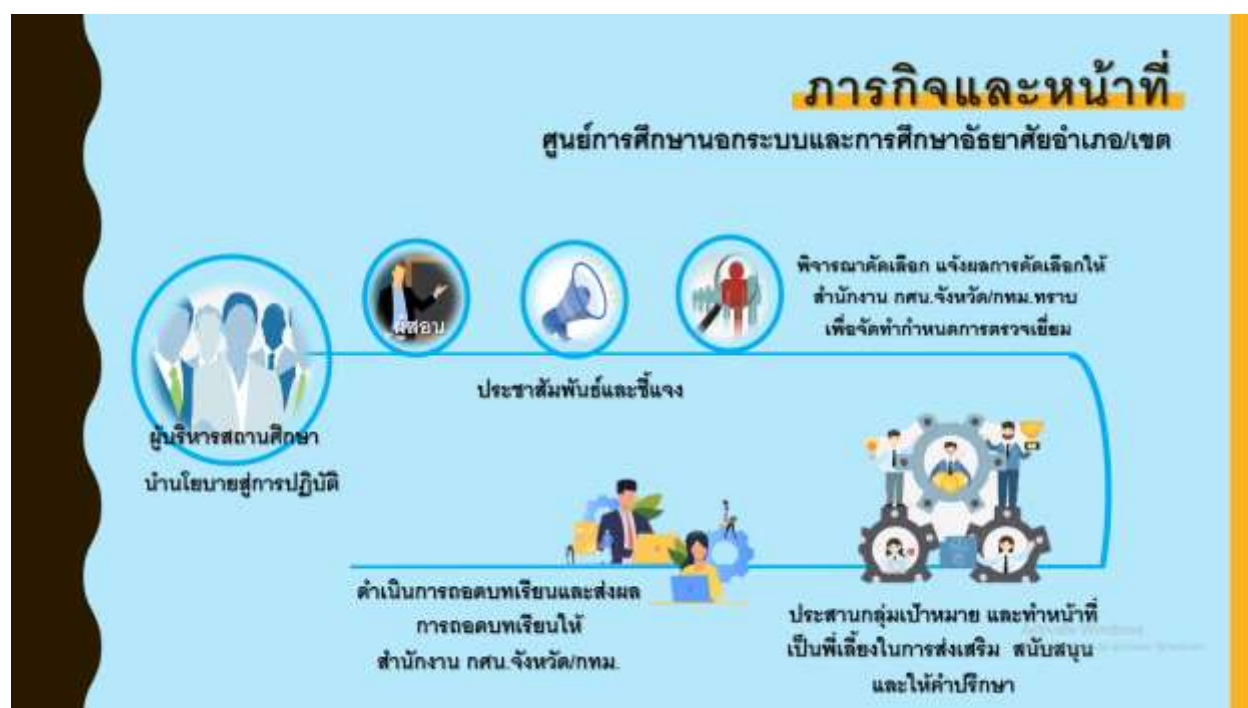 ภารกิจและหน้าที่
ศูนย์การศึกษานอกระบบและการศึกษาอัธยาศัยอำเภอ/เขต
พิจารณาคัดเลือก แจ้งผลการคัดเลือกให้
สำนักงาน กศน.จังหวัด/กทม.ทราบ
เพื่อจัดทำกำหนดการตรวจเยี่ยม
ผู้สอน
ประชาสัมพันธ์และชี้แจง
ผู้บริหารสถานศึกษา
นำนโยบายสู่การปฏิบัติ
ดำเนินการถอดบทเรียนและส่งผล
การถอดบทเรียนให้
สำนักงาน กศน.จังหวัด/กทม.
ประสานกลุ่มเป้าหมาย และทำหน้าที่
เป็นพี่เลี้ยงในการส่งเสริม สนับสนุน
และให้คำปรึกษา
Activate Windows